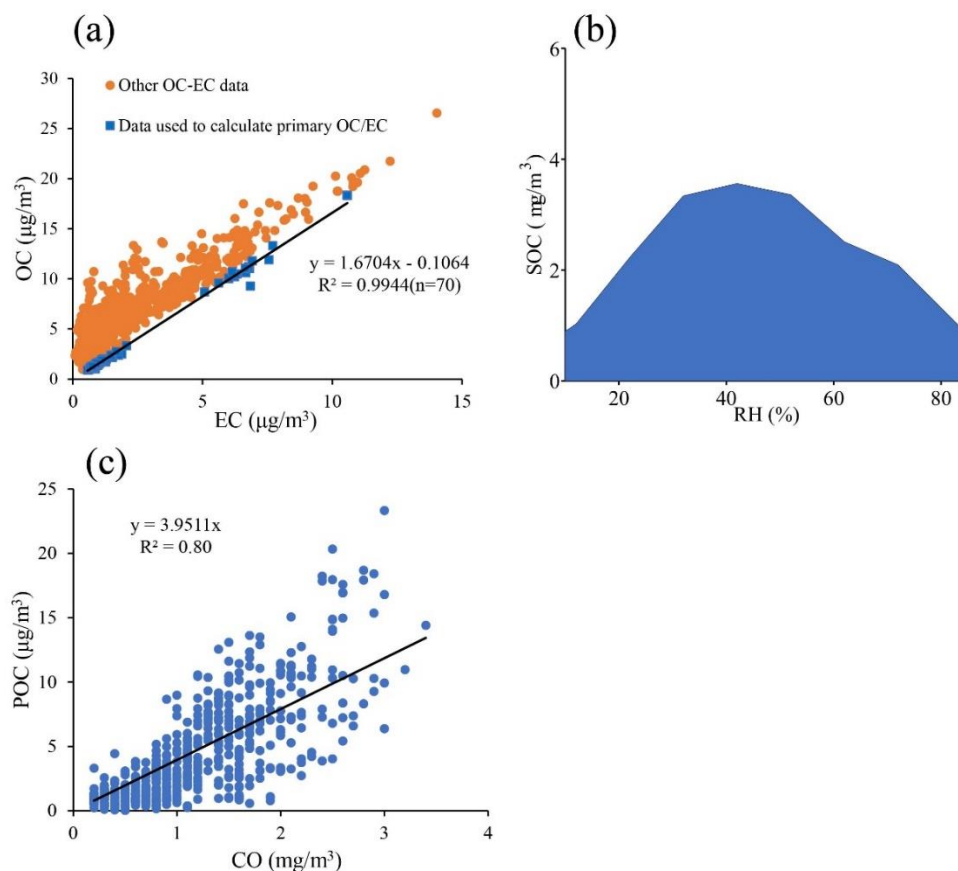 (a)
30
25
20
15
10
5
0
OC (µg/m³)
Other OC-EC data
Data used to calculate primary OC/EC
y = 1.6704x - 0.1064
R² = 0.9944(n=70)
0 5 10 15
EC (µg/m³)
(b)
6
4
2
0
SOC ( mg/m³)
20 40 60 80
RH (%)
(c)
25
20
15
10
5
0
POC (µg/m³)
y = 3.9511x
R² = 0.80
0 1 2 3 4
CO (mg/m³)